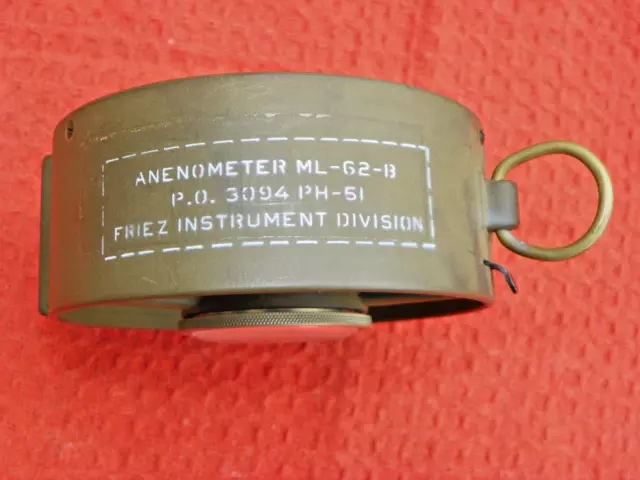 ANENOMETER ML-62-B
P.O. 3094 PH-51
FRIEZ INSTRUMENT DIVISION